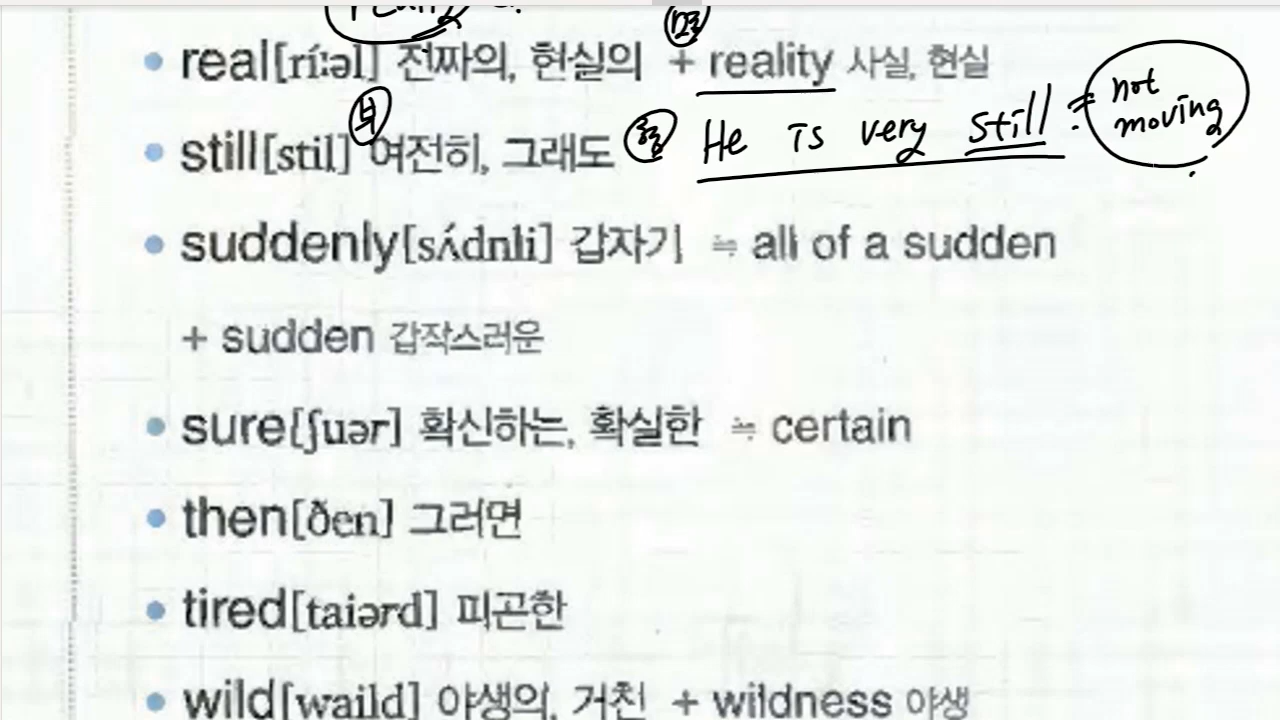 명
real[ríːəl] 진짜의, 현실의 + reality 사실, 현실
부
still[stil] 여전히, 그래도 형 He is very still = not moving
suddenly[sʌ́dnli] 갑자기 ≒ all of a sudden
+ sudden 갑작스러운
sure[ʃuər] 확신하는, 확실한 ≒ certain
then[ðen] 그러면
tired[taiərd] 피곤한
wild[waild] 야생의, 거친 + wildness 야생